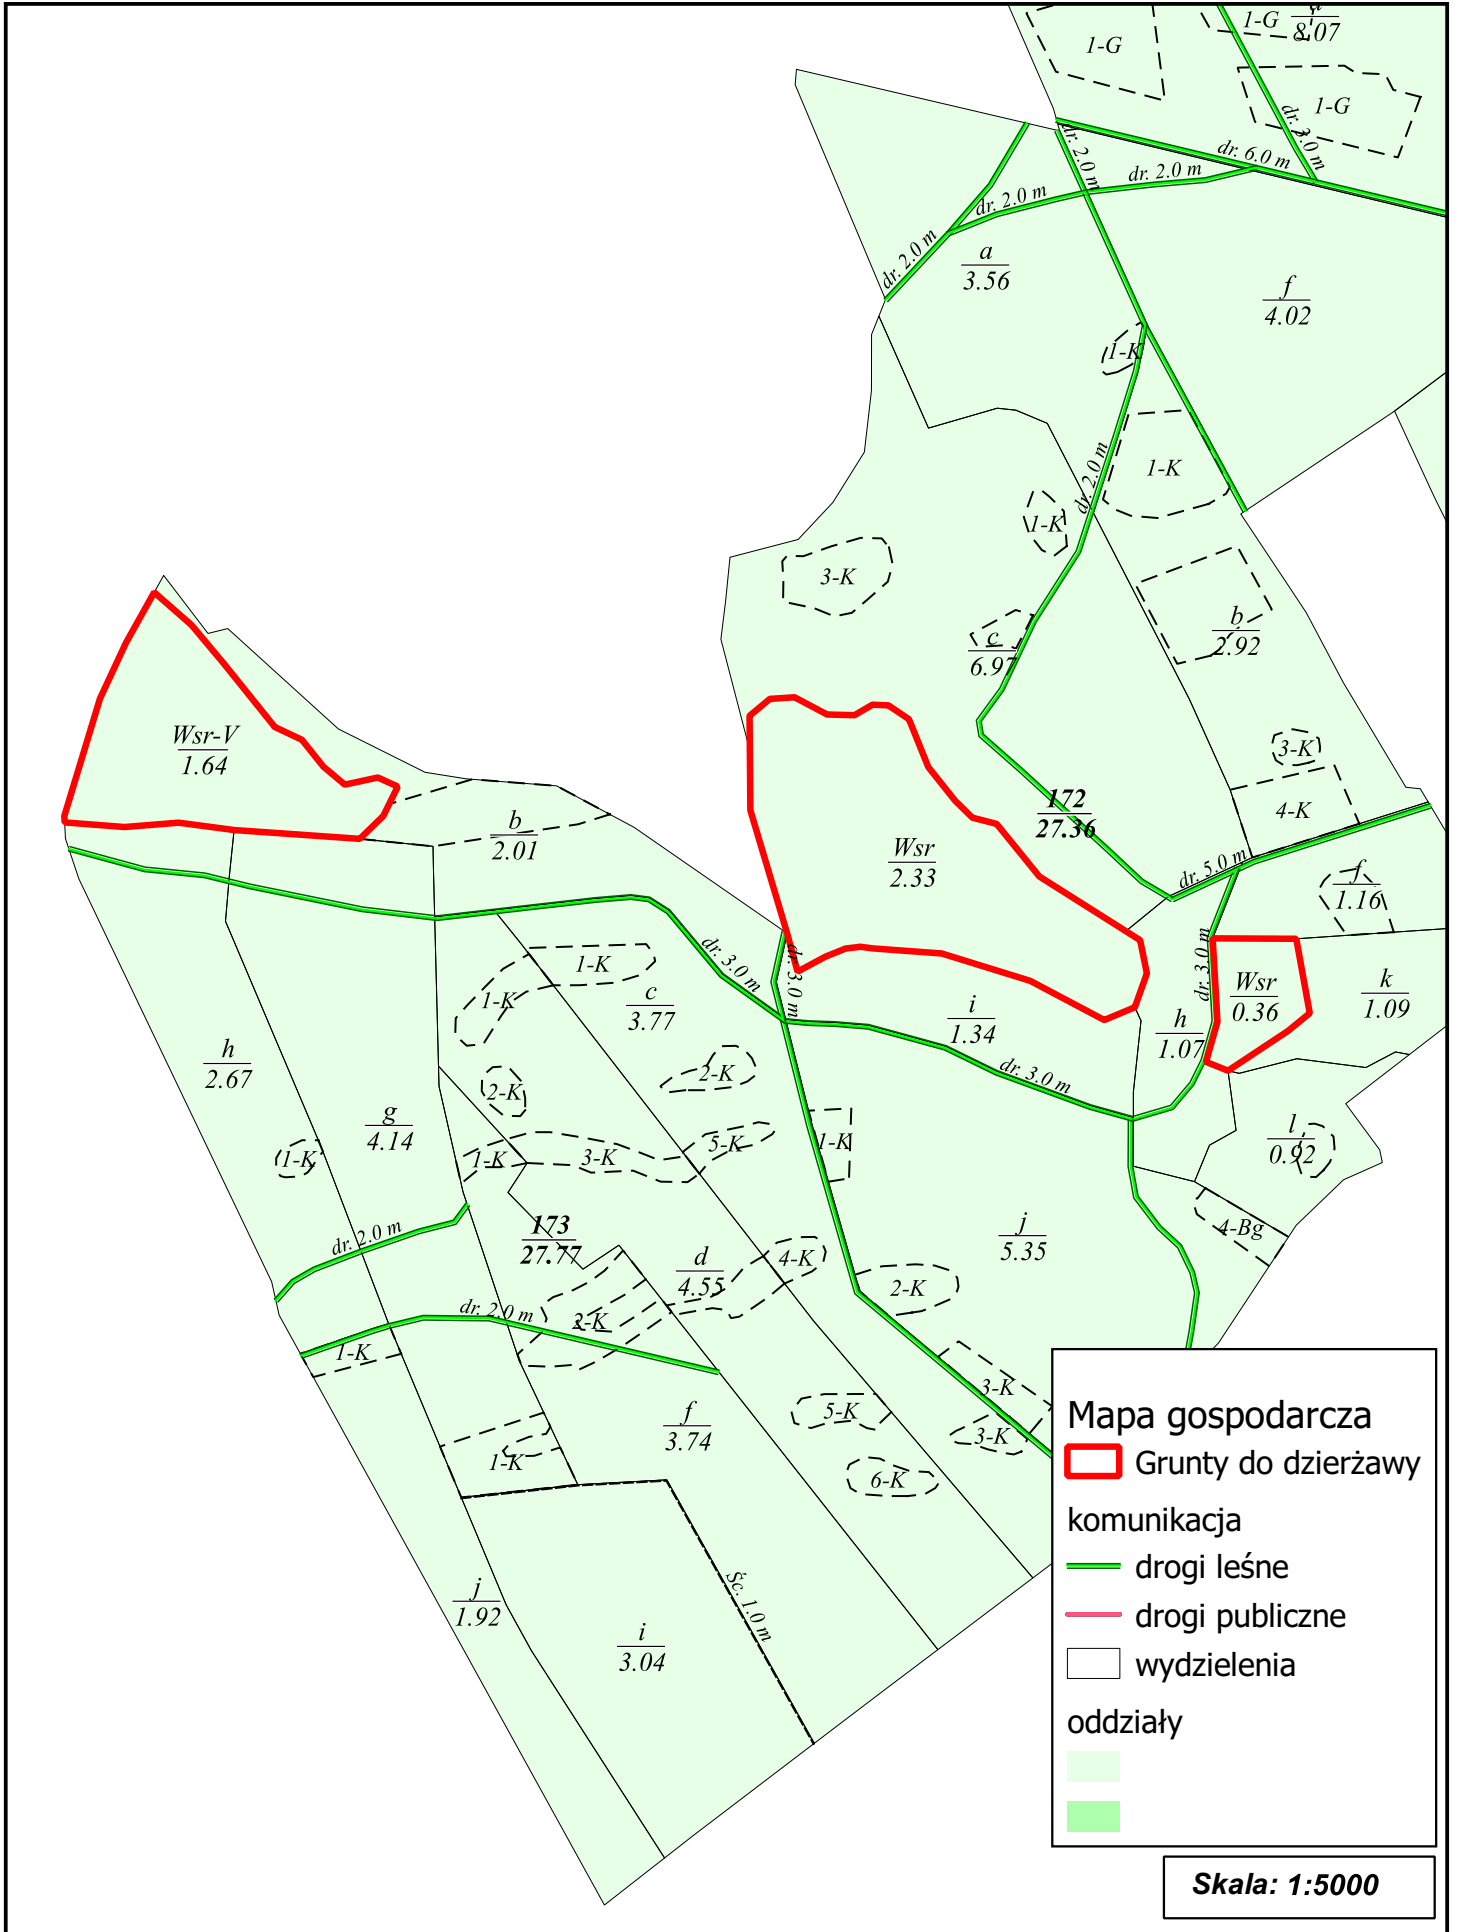 1-G
1-G
8.07
1-G
dr. 3.0 m
dr. 2.0 m
dr. 6.0 m
dr. 2.0 m
dr. 2.0 m
dr. 2.0 m
a
3.56
f
4.02
1-K
dr. 2.0 m
1-K
1-K
3-K
b
2.92
c
6.97
Wsr-V
1.64
3-K
4-K
172
27.36
b
2.01
Wsr
2.33
dr. 5.0 m
f
1.16
dr. 3.0 m
dr. 3.0 m
dr. 3.0 m
1-K
1-K
c
3.77
Wsr
0.36
k
1.09
i
1.34
h
1.07
h
2.67
2-K
2-K
dr. 3.0 m
g
4.14
1-K
1-K
3-K
5-K
1-K
l
0.92
173
27.77
dr. 2.0 m
d
4.55
4-K
j
5.35
4-Bg
2-K
dr. 2.0 m
2-K
1-K
3-K
5-K
3-K
f
3.74
1-K
6-K
j
1.92
i
3.04
Śc. 1.0 m
Mapa gospodarcza
Grunty do dzierżawy
komunikacja
drogi leśne
drogi publiczne
wydzielenia
oddziały
Skala: 1:5000